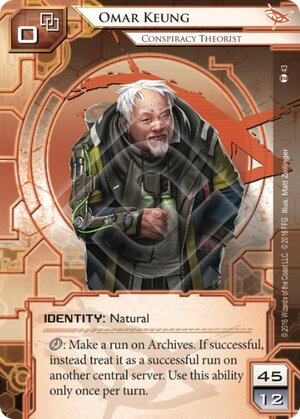 0
Omar Keung
Conspiracy Theorist
43
© 2016 Wizards of the Coast LLC. © 2016 FFG Illus. Matt Zeilinger
IDENTITY: Natural
: Make a run on Archives. If successful,
instead treat it as a successful run on
another central server. Use this ability
only once per turn.
45
12